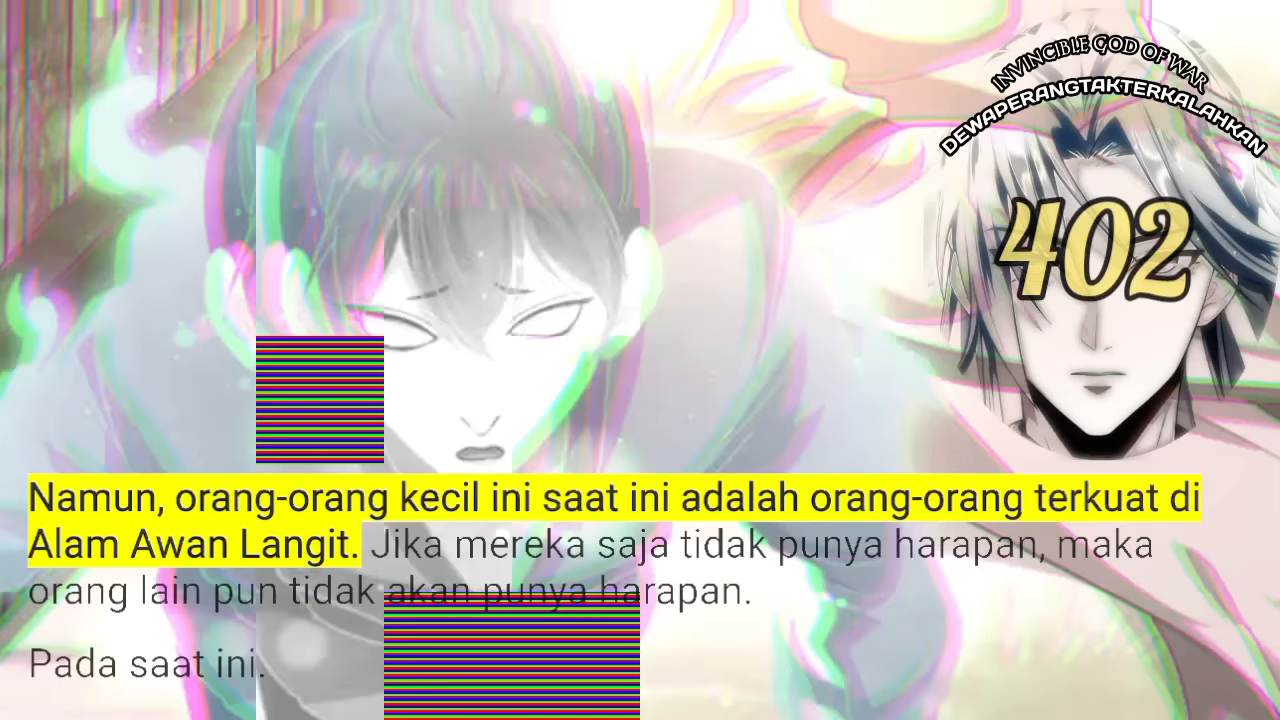 INVINCIBLE GOD OF WAR
DEWAPERANGTAKTERKALAHKAN
402
Namun, orang-orang kecil ini saat ini adalah orang-orang terkuat di
Alam Awan Langit. Jika mereka saja tidak punya harapan, maka
orang lain pun tidak akan punya harapan.
Pada saat ini.